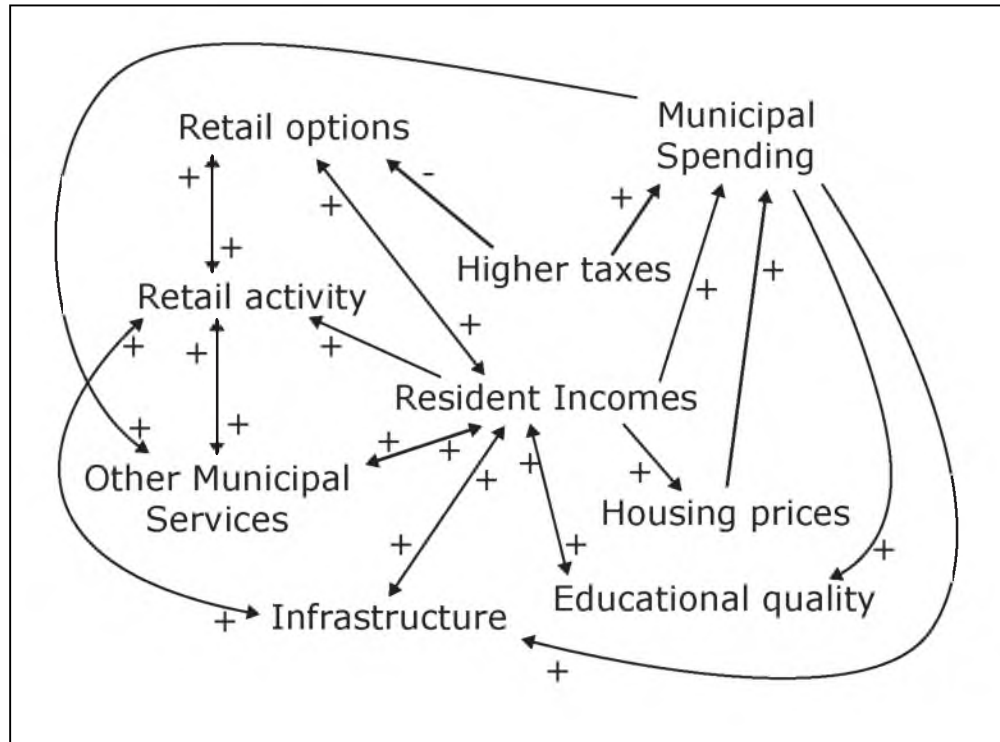 Retail options
Municipal
Spending
-
+
+
+
+
Higher taxes
+
+
Retail activity
+
+
+
+
+
Resident Incomes
+
+
+
+
+
+
+
Other Municipal
Services
Housing prices
+
+
+
Educational quality
+
Infrastructure
+